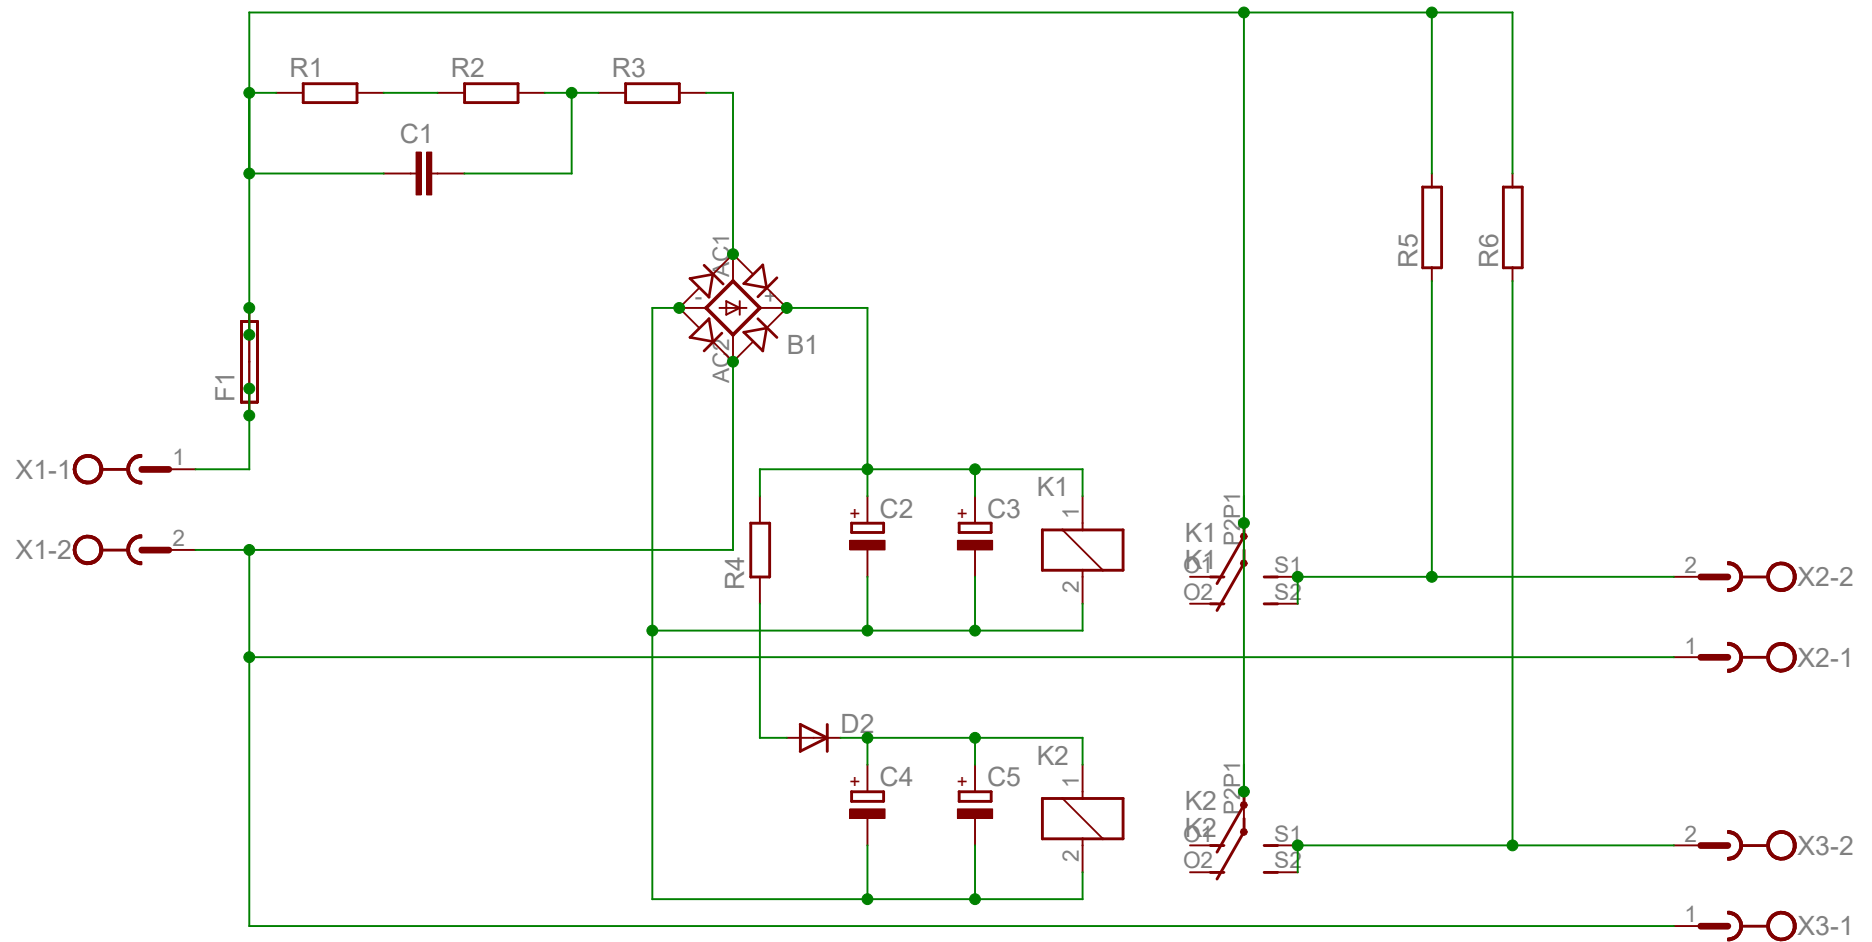 R1
R2
R3
C1
AC1
-
+
AC2
B1
R5
R6
F1
X1-1
1
X1-2
2
R4
+
C2
+
C3
K1
1
2
K1
K1
P2P1
O1
O2
S1
S2
2
X2-2
1
X2-1
D2
+
C4
+
C5
K2
1
2
K2
K2
P2P1
O1
O2
S1
S2
2
X3-2
1
X3-1